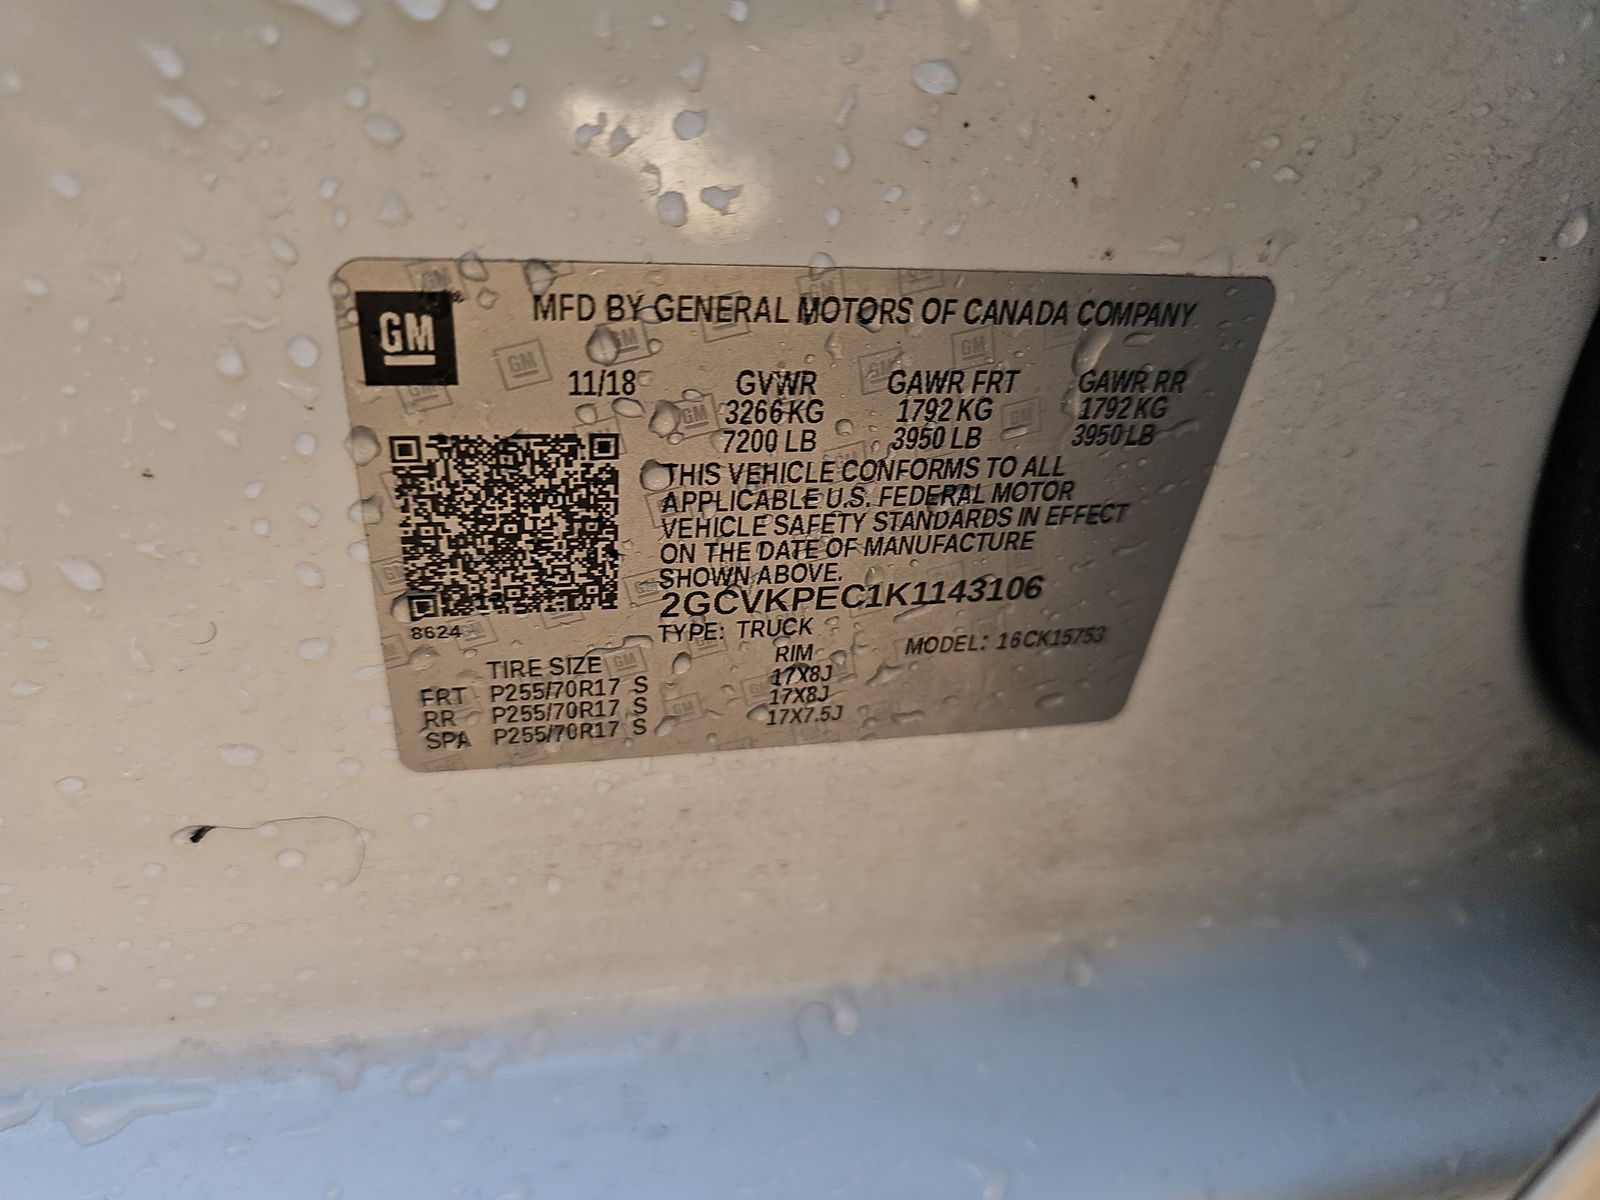 GM
MFD BY GENERAL MOTORS OF CANADA COMPANY
11/18 GVWR GAWR FRT GAWR RR
3266 KG 1792 KG 1792 KG
7200 LB 3950 LB 3950 LB
THIS VEHICLE CONFORMS TO ALL
APPLICABLE U.S. FEDERAL MOTOR
VEHICLE SAFETY STANDARDS IN EFFECT
ON THE DATE OF MANUFACTURE
SHOWN ABOVE.
2GCVKPEC1K1143106
8624
TYPE: TRUCK MODEL: 16CK15753
TIRE SIZE RIM
FRT P255/70R17 S 17X8J
RR P255/70R17 S 17X8J
SPA P255/70R17 S 17X7.5J